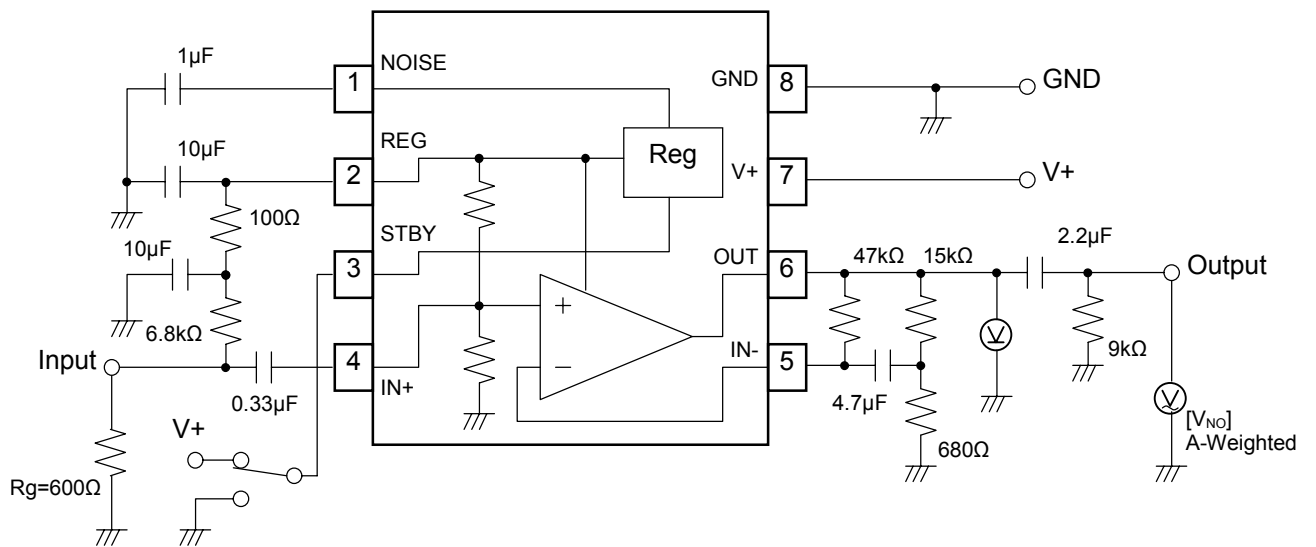 1µF
1
NOISE
GND
8
GND
10µF
2
REG
Reg
V+
7
V+
100Ω
10µF
3
STBY
OUT
6
47kΩ
15kΩ
2.2µF
Output
6.8kΩ
+
Input
4
IN+
−
IN-
5
9kΩ
0.33µF
4.7µF
V
V
[VNO]
A-Weighted
V+
680Ω
Rg=600Ω